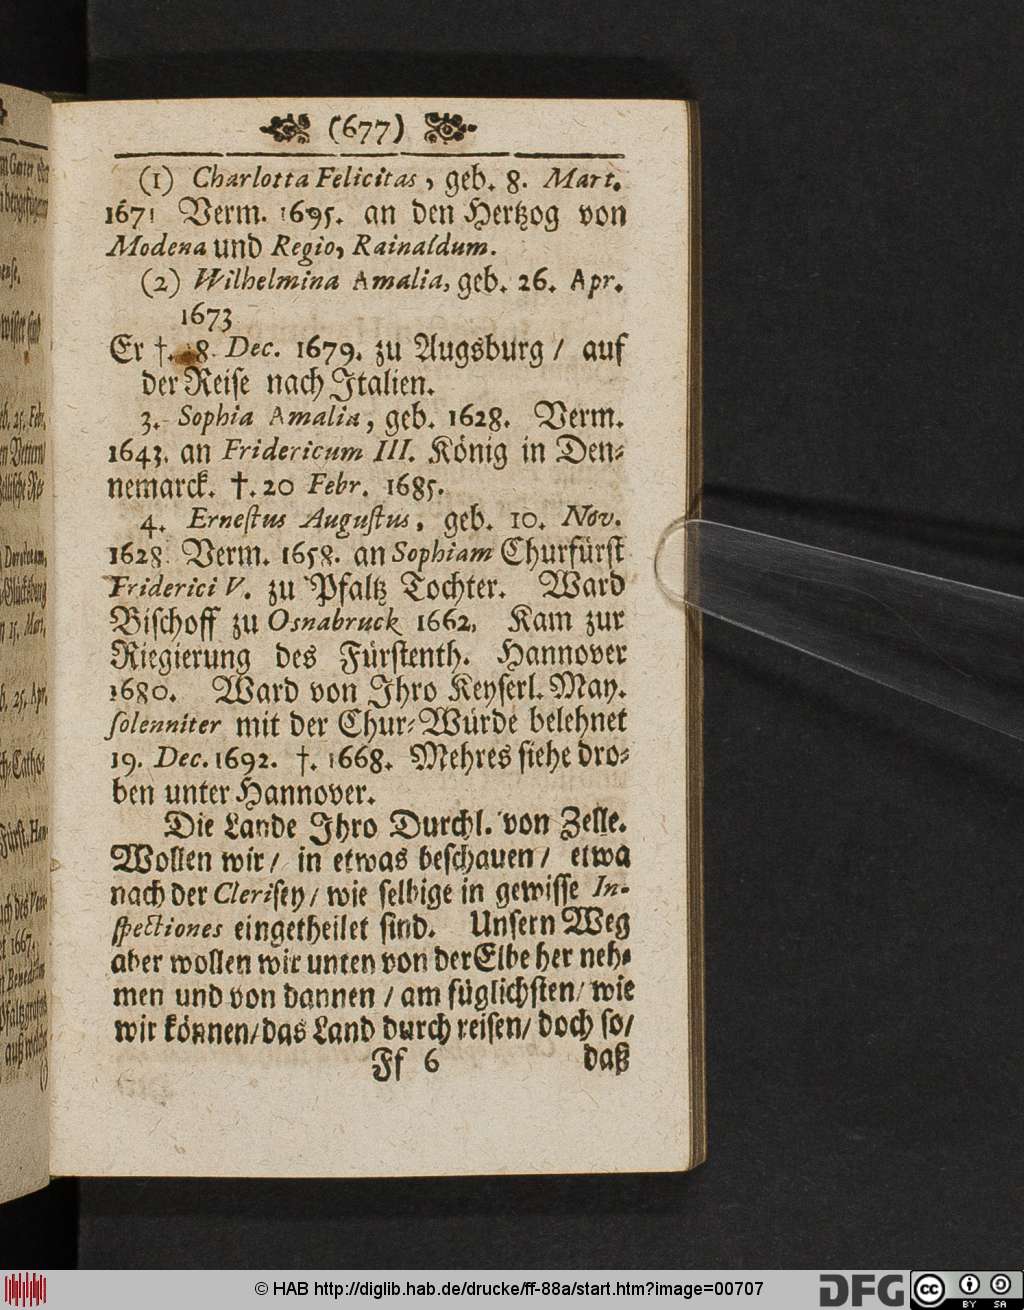 (677)
(1) Charlotta Felicitas, geb. 8. Mart.
1671 Verm. 1695. an den Hertzog von
Modena und Regio, Rainaldum.
(2) Wilhelmina Amalia, geb. 26. Apr.
1673
Er †. 8. Dec. 1679. zu Augsburg / auf
der Reise nach Italien.
3. Sophia Amalia, geb. 1628. Verm.
1643. an Fridericum III. König in Den-
nemarck. †. 20 Febr. 1685.
4. Ernestus Augustus, geb. 10. Nov.
1628. Verm. 1658. an Sophiam Churfürst
Friderici V. zu Pfaltz Tochter. Ward
Bischoff zu Osnabruck 1662, Kam zur
Riegierung des Fürstenth. Hannover
1680. Ward von Ihro Keyserl. May.
solenniter mit der Chur-Würde belehnet
19. Dec. 1692. †. 1668. Mehres siehe dro-
ben unter Hannover.
Die Lande Ihro Durchl. von Zelle.
Wollen wir / in etwas beschauen / etwa
nach der Clerisey / wie selbige in gewisse In-
spectiones eingetheilet sind. Unsern Weg
aber wollen wir unten von der Elbe her neh-
men und von dannen / am füglichsten / wie
wir können / das Land durch reisen / doch so /
Ff 6 daß
© HAB http://diglib.hab.de/drucke/ff-88a/start.htm?image=00707
DFG
CC BY SA